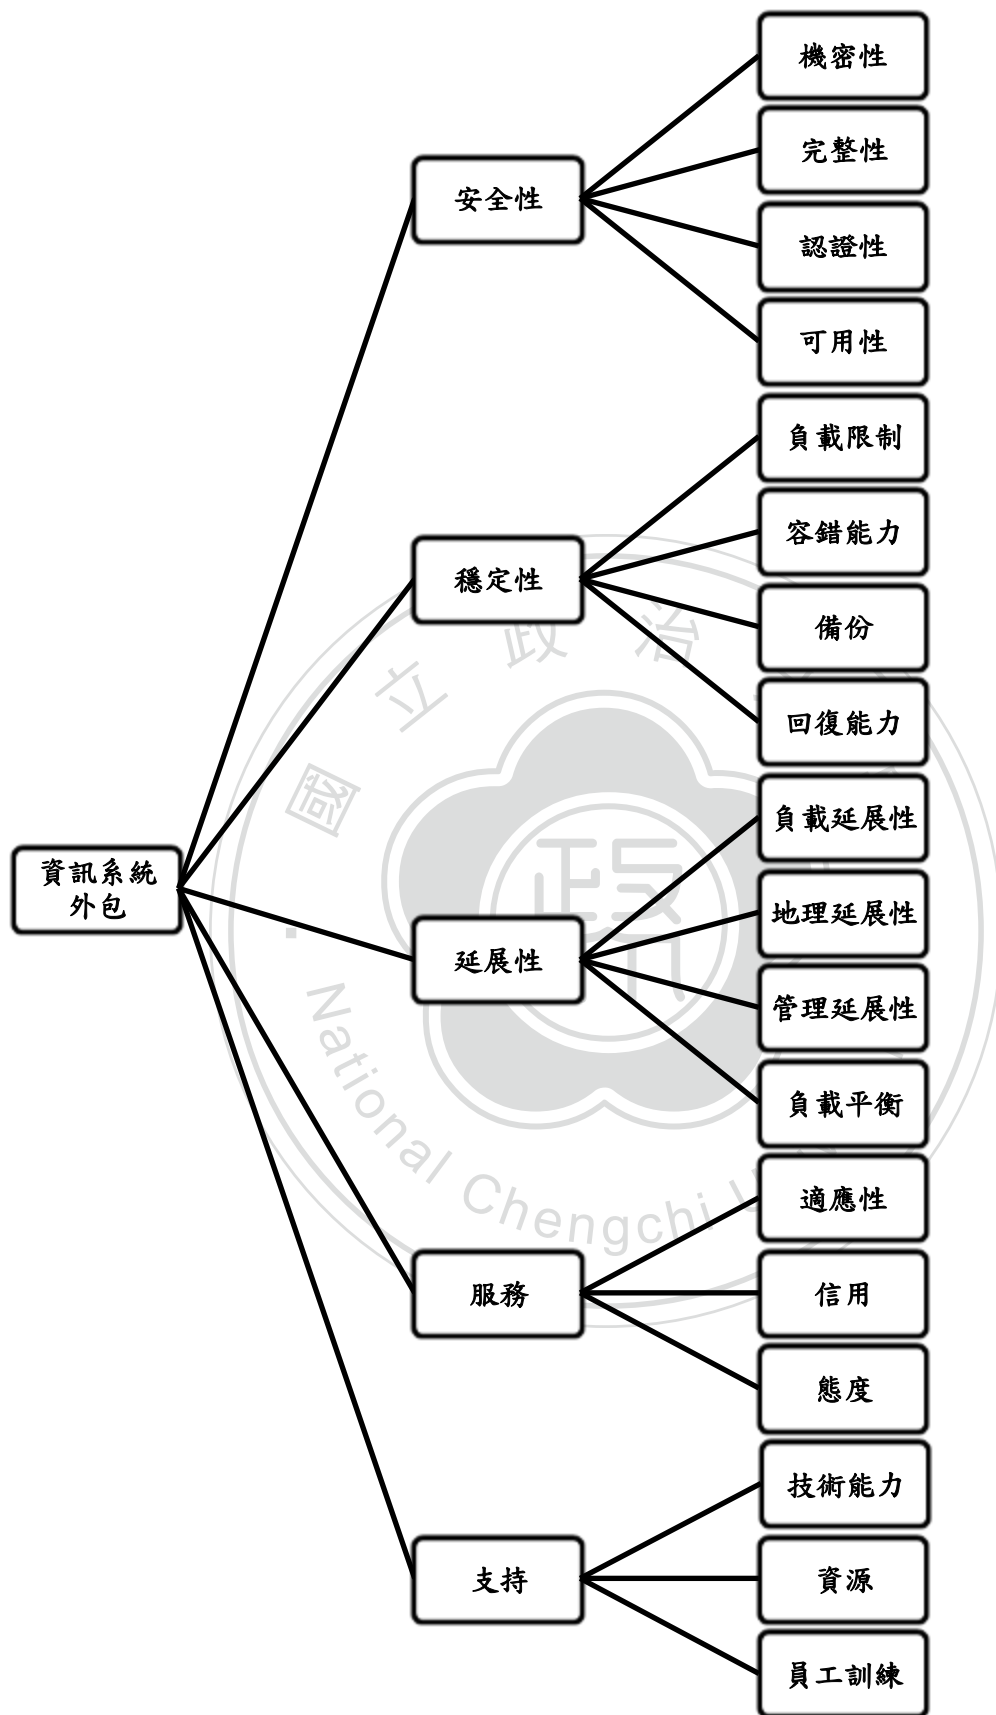 機密性
完整性
安全性
認證性
可用性
負載限制
容錯能力
穩定性
備份
回復能力
負載延展性
資訊系統
外包
地理延展性
延展性
管理延展性
負載平衡
適應性
服務
信用
態度
技術能力
支持
資源
員工訓練
國立政治
National Chengchi U